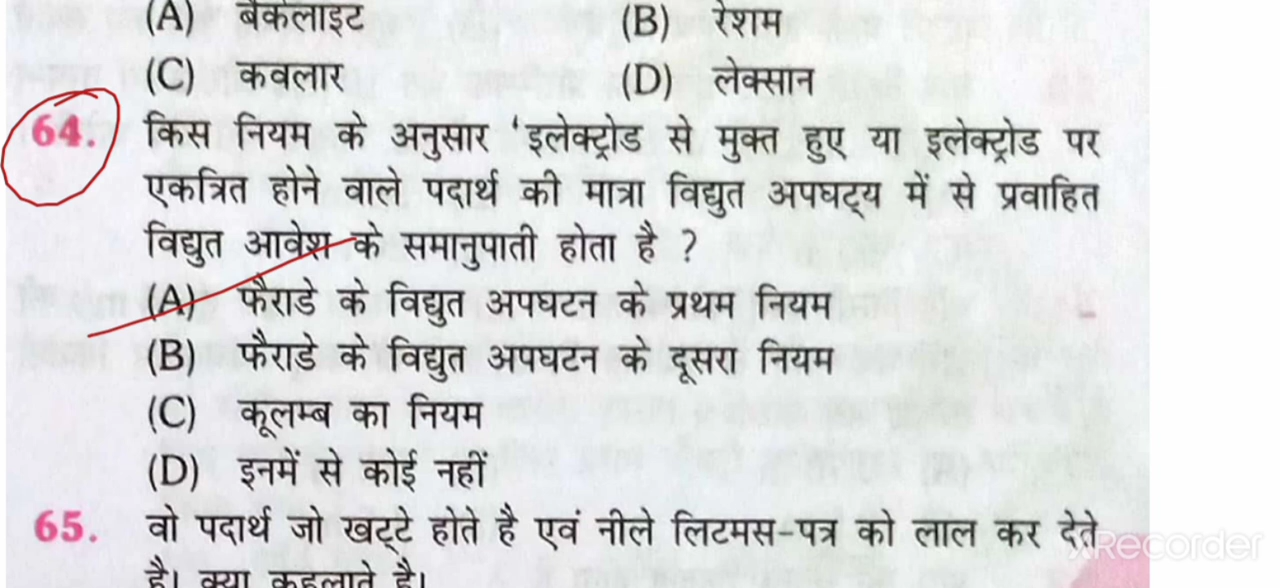 (A) बेकलाइट (B) रेशम
(C) कवलार (D) लेक्सान
64. किस नियम के अनुसार 'इलेक्ट्रोड से मुक्त हुए या इलेक्ट्रोड पर
एकत्रित होने वाले पदार्थ की मात्रा विद्युत अपघट्य में से प्रवाहित
विद्युत आवेश के समानुपाती होता है ?
(A) फैराडे के विद्युत अपघटन के प्रथम नियम
(B) फैराडे के विद्युत अपघटन के दूसरा नियम
(C) कूलम्ब का नियम
(D) इनमें से कोई नहीं
65. वो पदार्थ जो खट्टे होते है एवं नीले लिटमस-पत्र को लाल कर देते
है। क्या कहलाते है।
xRecorder